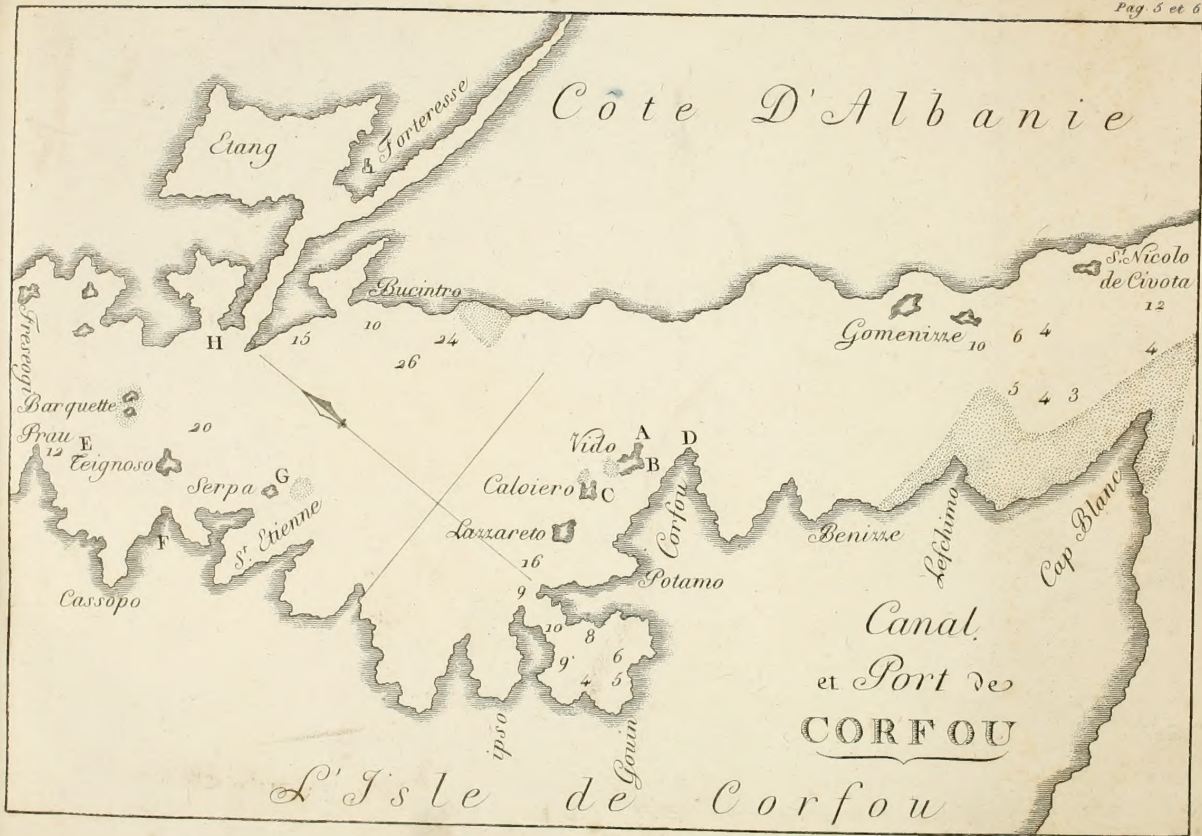 Pag. 5 et 6
Côte D'Albanie
Etang
Forteresse
Bucintro
St. Nicolo
de Civota
12
Gomenizze
10
6
4
4
5
4
3
Treseogi
H
15
10
24
26
Barquette
Prau
12
E
Teignoso
20
Serpa
G
F
St. Etienne
Cassopo
Vido
A
B
D
Caloiero
C
Lazzareto
Corfou
16
9
Potamo
10
8
9
6
4
5
ipso
Gouin
Benizze
Lefchimo
Cap Blanc
Canal
et Port de
CORFOU
L'Isle de Corfou